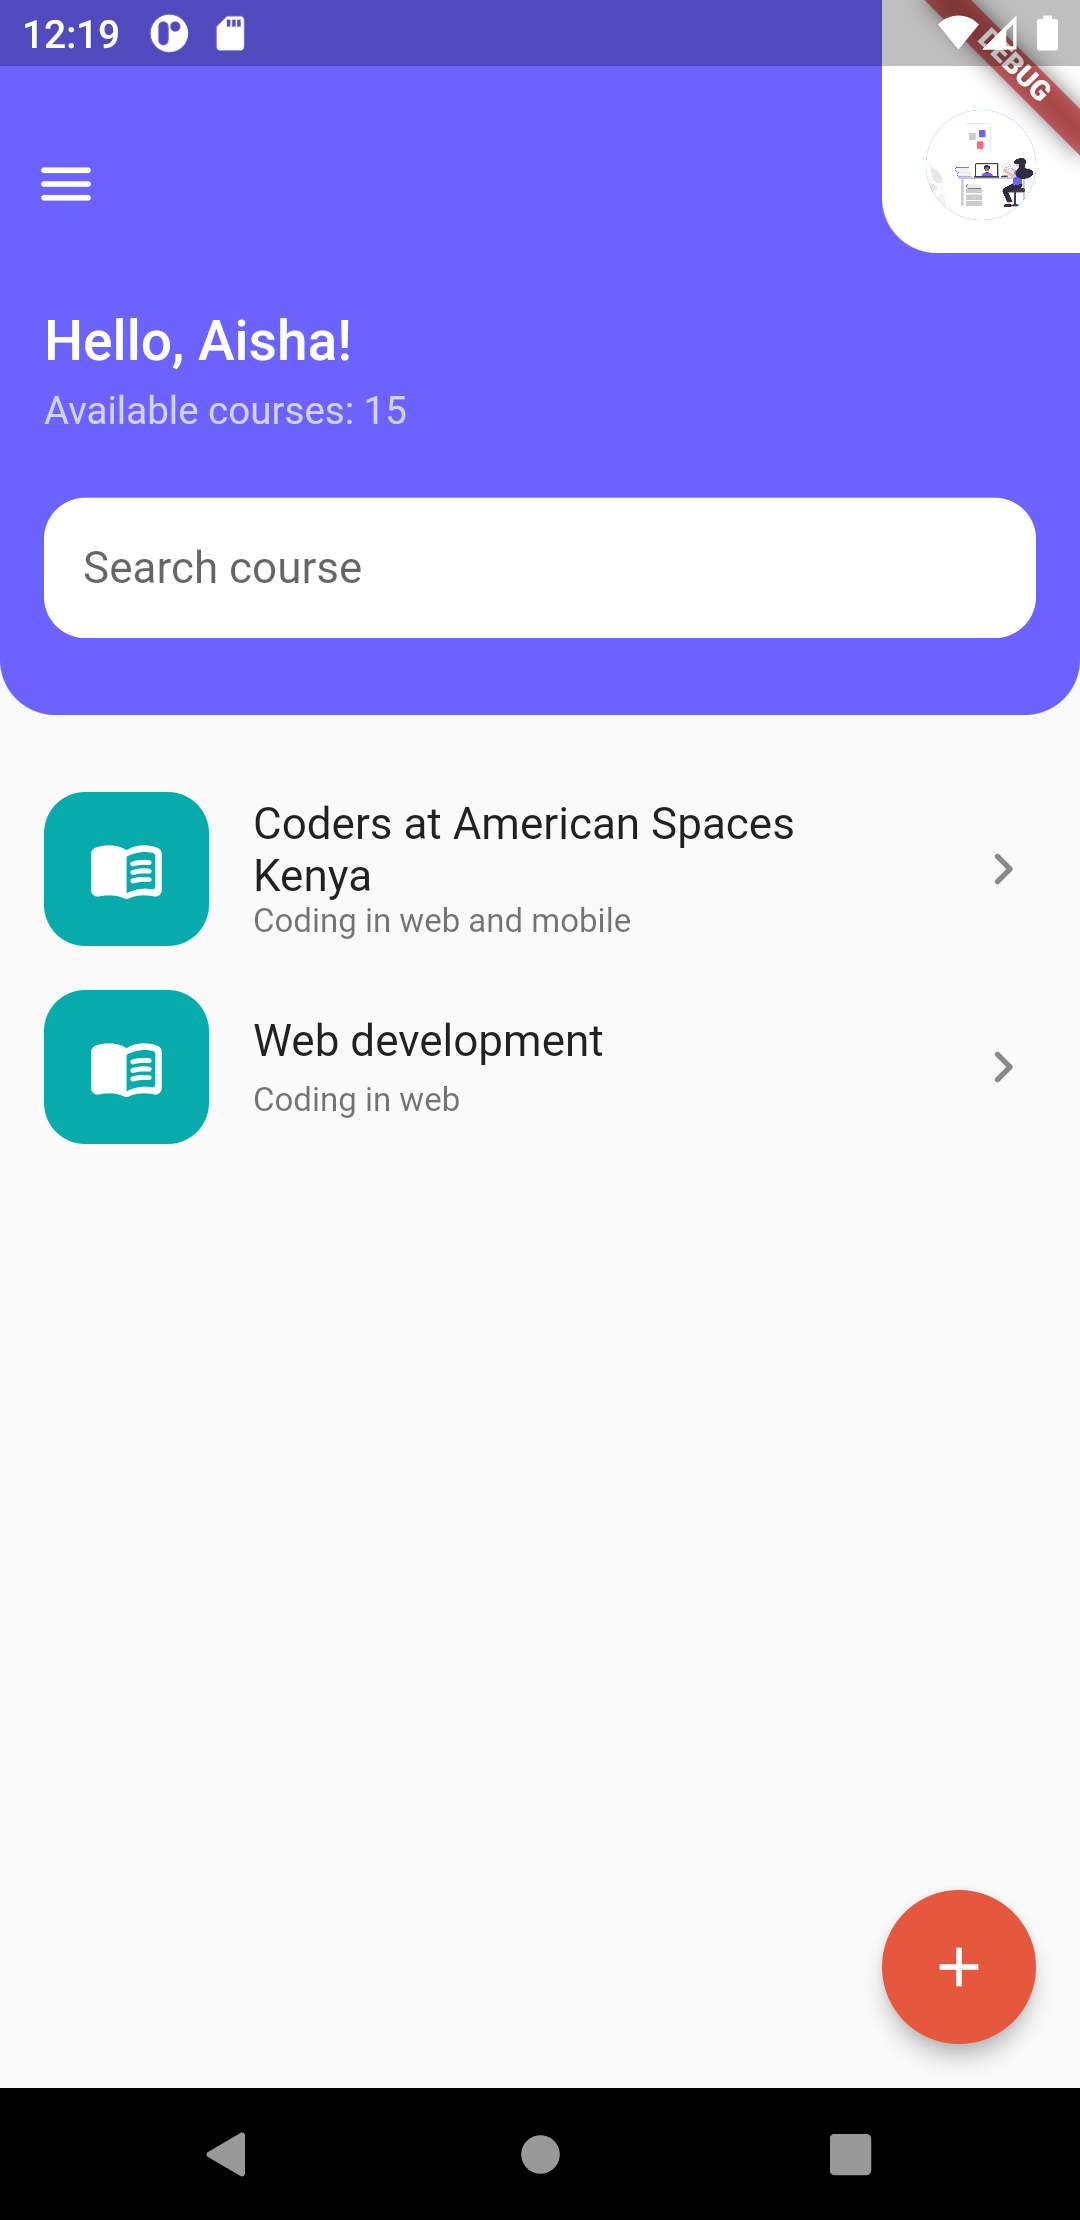 12:19
DEBUG
Hello, Aisha!
Available courses: 15
Search course
Coders at American Spaces
Kenya
Coding in web and mobile
Web development
Coding in web